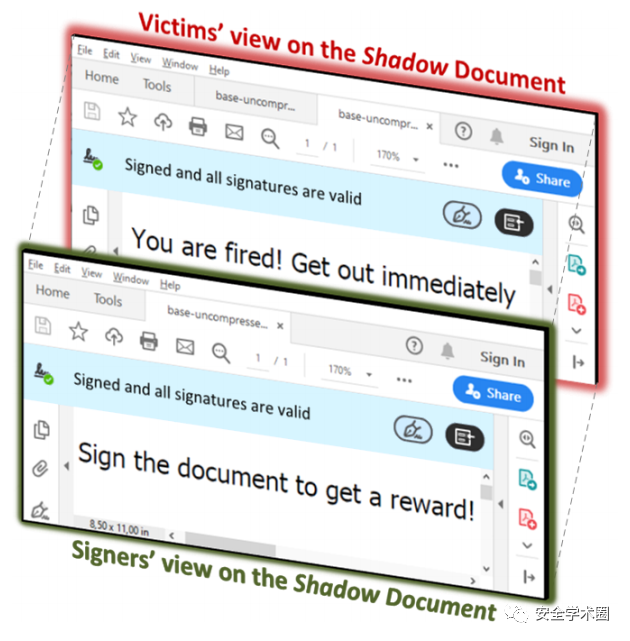 Victims' view on the Shadow Document
File Edit View Window Help
Home Tools base-uncompr... base-uncompr... ×
Sign In
1 / 1 170% ...
Share
Signed and all signatures are valid
You are fired! Get out immediately
File Edit View Window Help
Home Tools base-uncompresse... ×
Sign In
1 / 1 170% ...
Share
Signed and all signatures are valid
Sign the document to get a reward!
8,50 x 11,00 in
Signers' view on the Shadow Document
安全学术圈